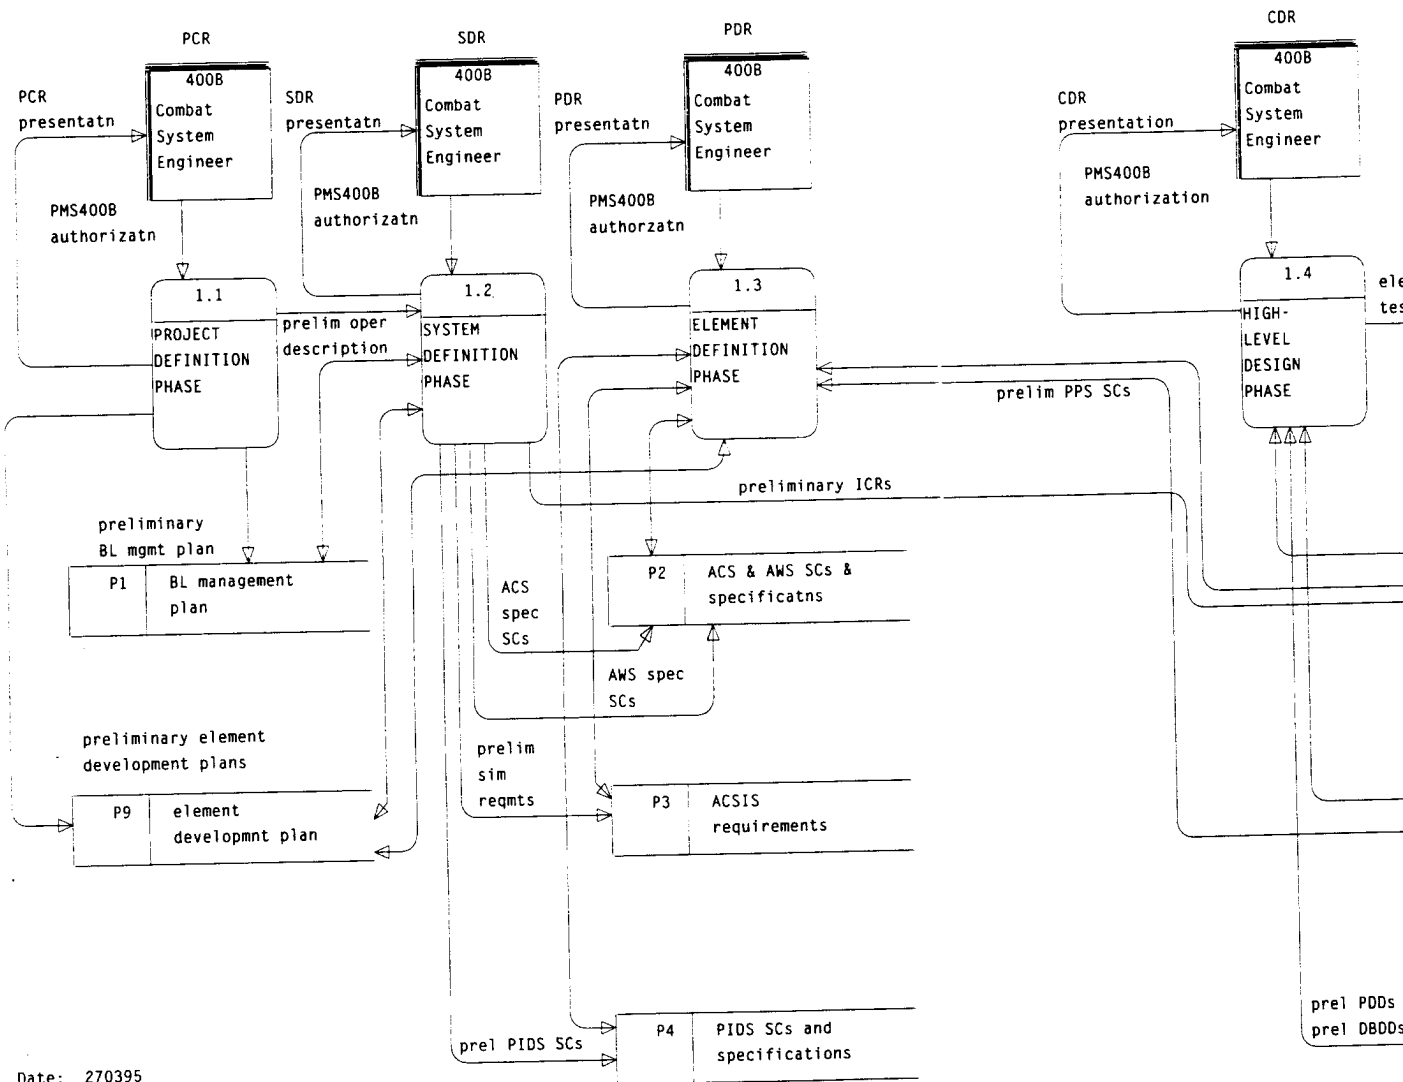 PCR
SDR
PDR
CDR
400B
Combat
System
Engineer
400B
Combat
System
Engineer
400B
Combat
System
Engineer
400B
Combat
System
Engineer
PCR
presentatn
SDR
presentatn
PDR
presentatn
CDR
presentation
PMS400B
authorizatn
PMS400B
authorizatn
PMS400B
authorzatn
PMS400B
authorization
1.1
PROJECT
DEFINITION
PHASE
prelim oper
description
1.2
SYSTEM
DEFINITION
PHASE
1.3
ELEMENT
DEFINITION
PHASE
prelim PPS SCs
1.4
HIGH-
LEVEL
DESIGN
PHASE
ele
tes
preliminary ICRs
preliminary
BL mgmt plan
P1 BL management
plan
ACS
spec
SCs
P2 ACS & AWS SCs &
specificatns
AWS spec
SCs
preliminary element
development plans
prelim
sim
reqmts
P9 element
developmnt plan
P3 ACSIS
requirements
prel PIDS SCs
P4 PIDS SCs and
specifications
prel PDDs
prel DBDDs
Date: 270395